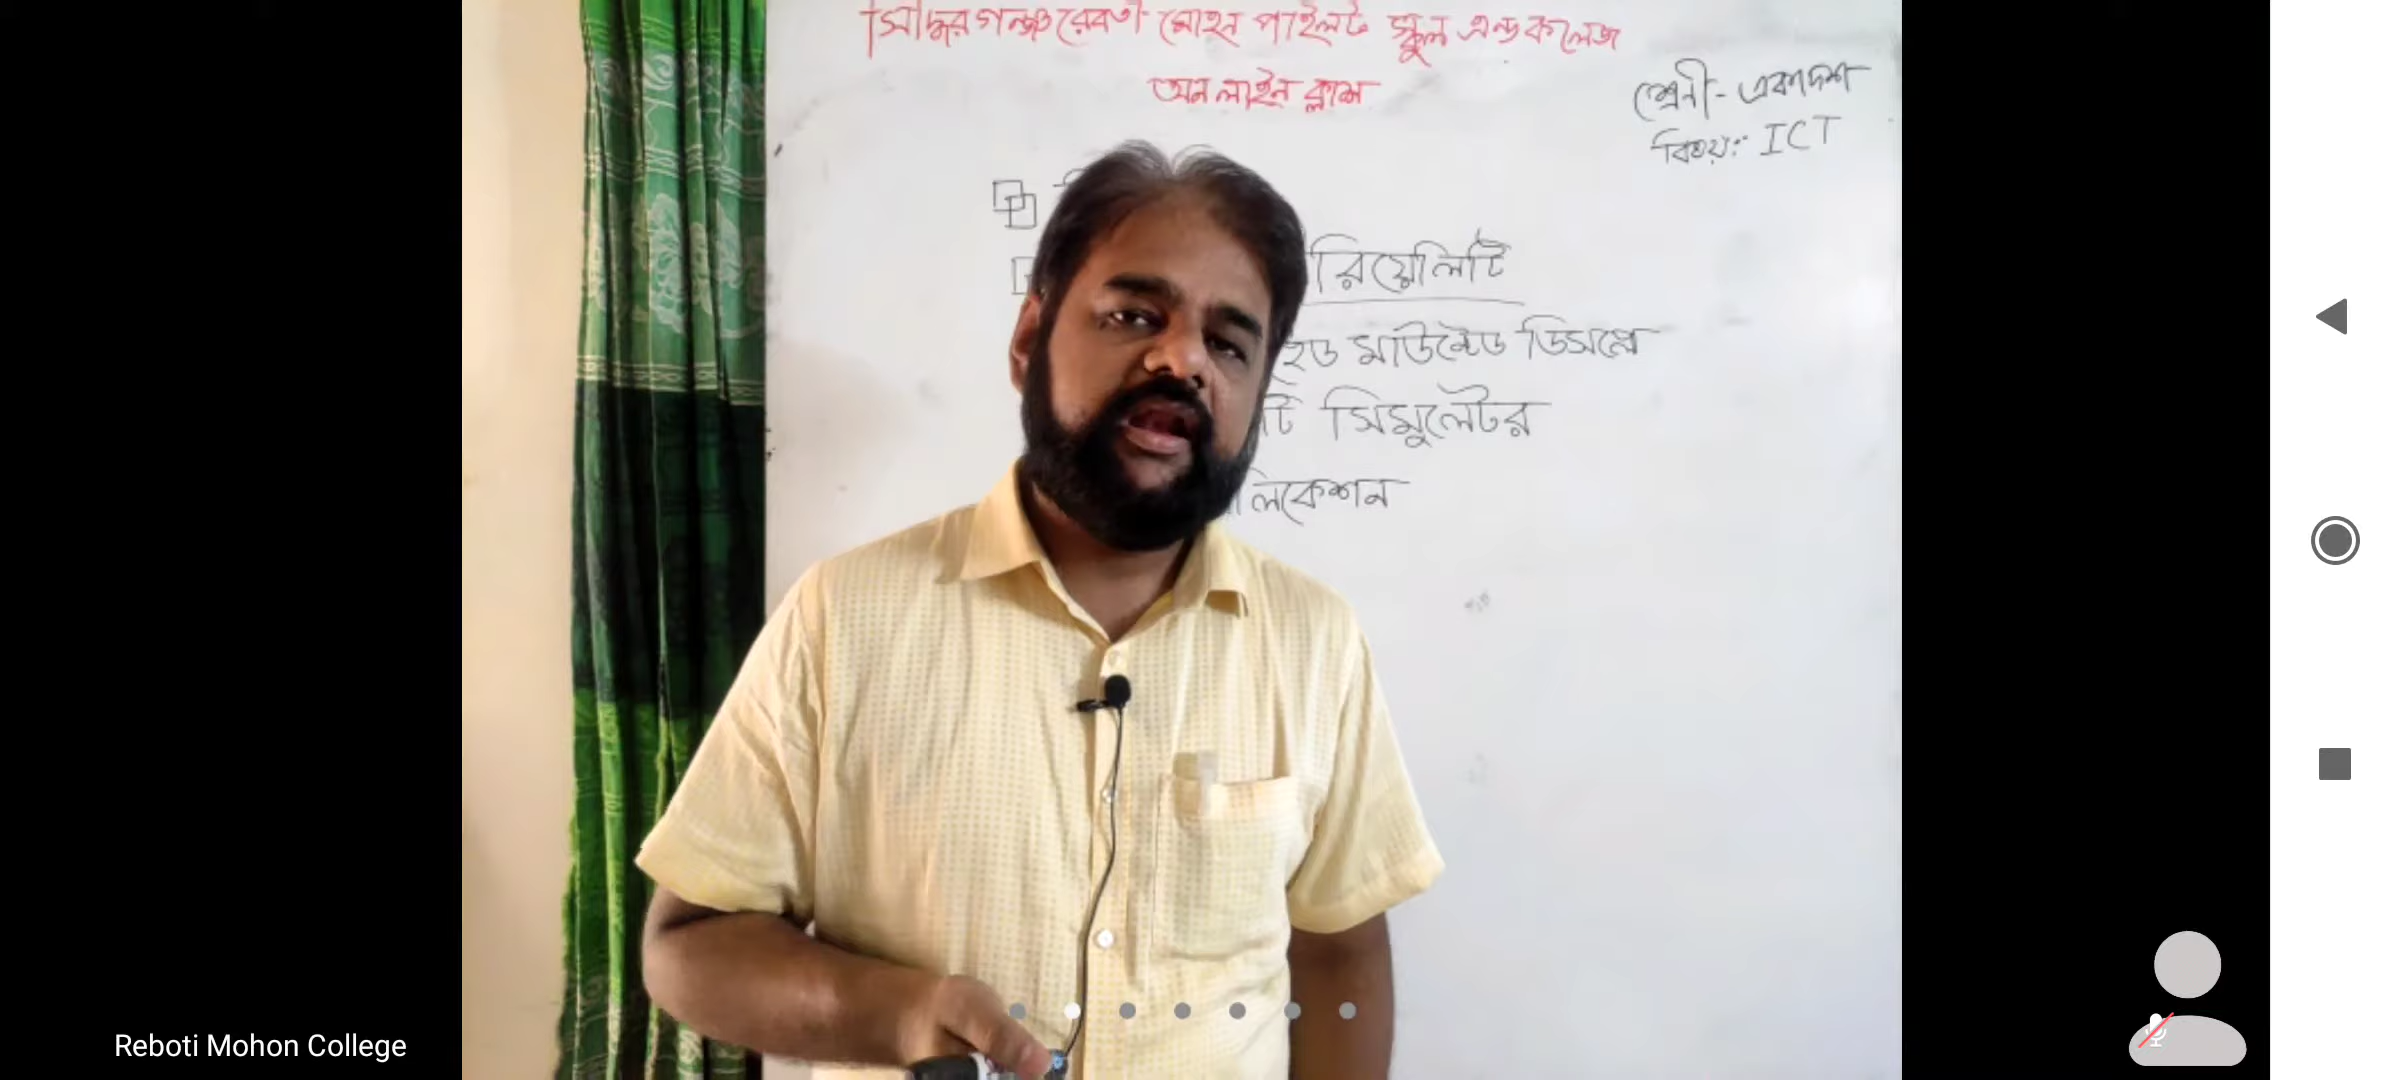 সিদ্ধিরগঞ্জ রেবতী মোহন পাইলট স্কুল এন্ড কলেজ
অনলাইন ক্লাশ
শ্রেনী - একাদশ
বিষয়: ICT
রিয়েলিটি
হেড মাউন্টেড ডিসপ্লে
টি সিমুলেটর
লিকেশন
Reboti Mohon College